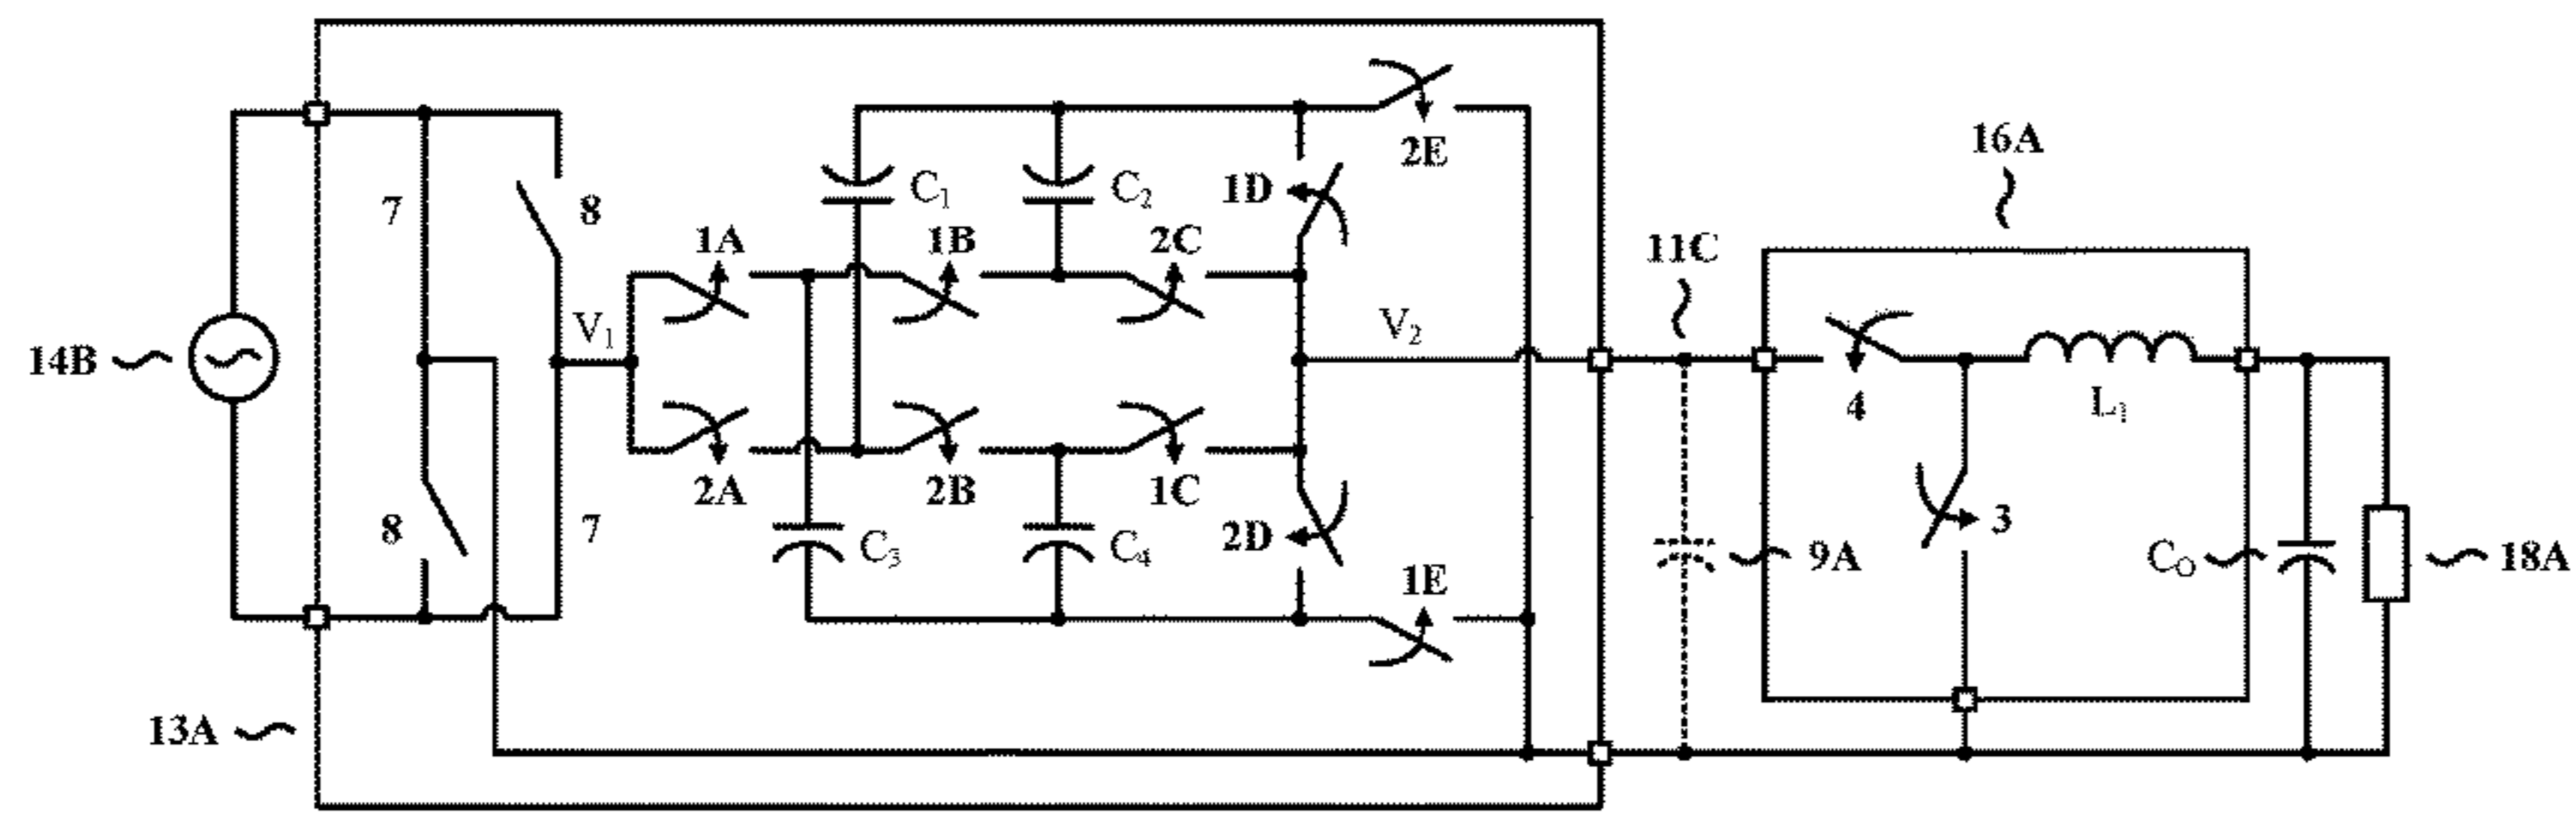 16A
2E
C₁
C₂
1D
7
8
1A
1B
2C
11C
V₁
V₂
14B
4
L₁
2A
2B
1C
8
7
C₃
C₄
2D
3
1E
9A
C_O
18A
13A